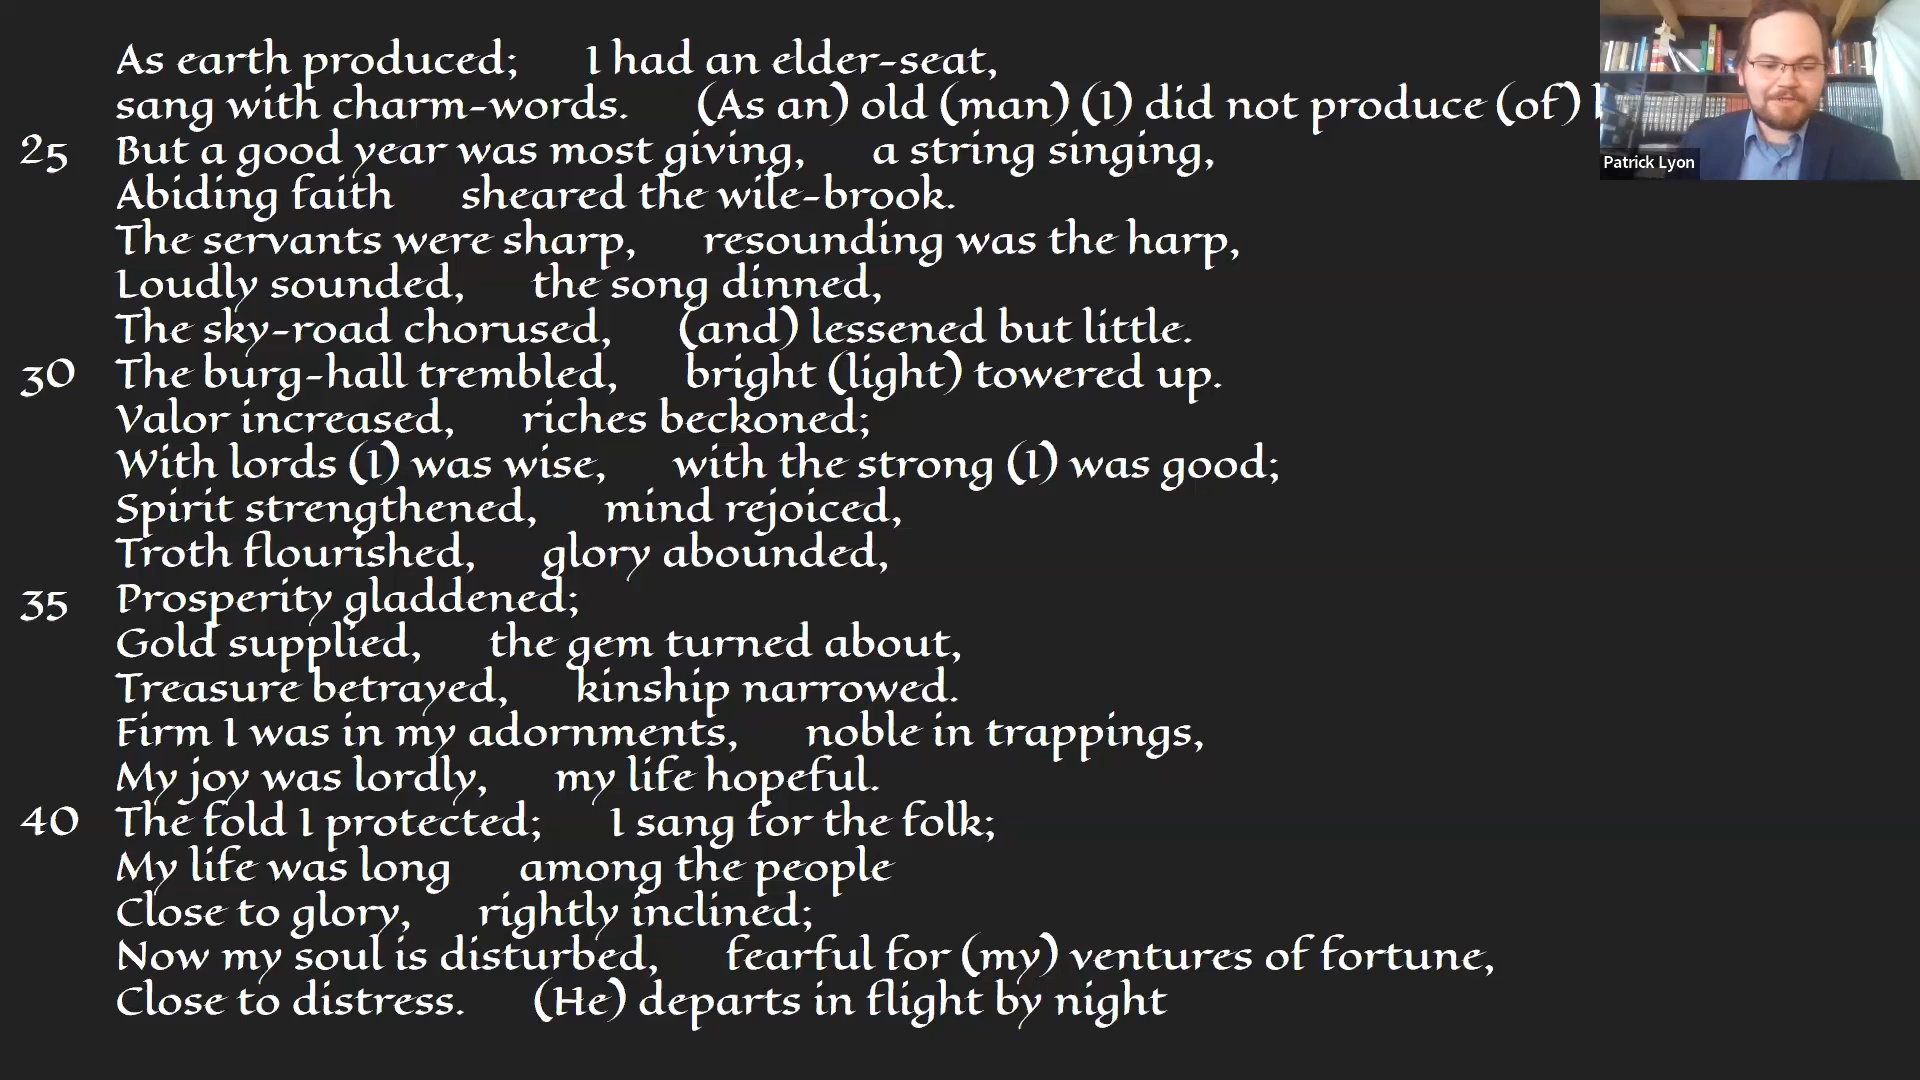 As earth produced; I had an elder-seat,
sang with charm-words. (As an) old (man) (I) did not produce (of)
25 But a good year was most giving, a string singing,
Abiding faith sheared the wile-brook.
The servants were sharp, resounding was the harp,
Loudly sounded, the song dinned,
The sky-road chorused, (and) lessened but little.
30 The burg-hall trembled, bright (light) towered up.
Valor increased, riches beckoned;
With lords (I) was wise, with the strong (I) was good;
Spirit strengthened, mind rejoiced,
Troth flourished, glory abounded,
35 Prosperity gladdened;
Gold supplied, the gem turned about,
Treasure betrayed, kinship narrowed.
Firm I was in my adornments, noble in trappings,
My joy was lordly, my life hopeful.
40 The fold I protected; I sang for the folk;
My life was long among the people
Close to glory, rightly inclined;
Now my soul is disturbed, fearful for (my) ventures of fortune,
Close to distress. (He) departs in flight by night
Patrick Lyon